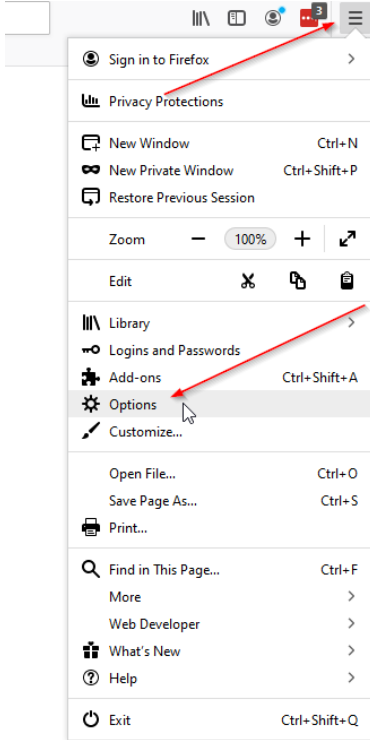 3
Sign in to Firefox
Privacy Protections
New Window Ctrl+N
New Private Window Ctrl+Shift+P
Restore Previous Session
Zoom 100%
Edit
Library
Logins and Passwords
Add-ons Ctrl+Shift+A
Options
Customize...
Open File... Ctrl+O
Save Page As... Ctrl+S
Print...
Find in This Page... Ctrl+F
More
Web Developer
What's New
Help
Exit Ctrl+Shift+Q